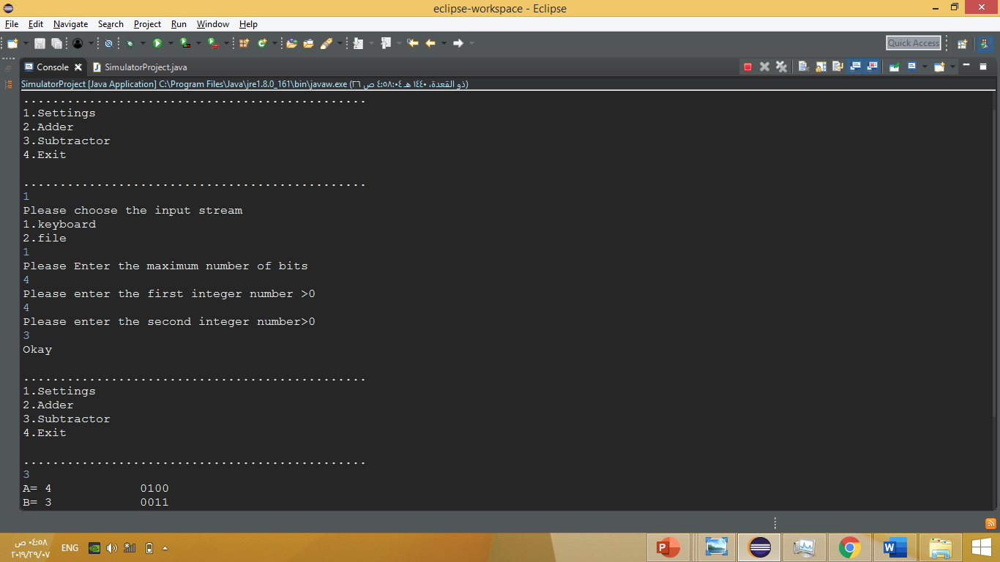 eclipse-workspace - Eclipse
File Edit Navigate Search Project Run Window Help
Quick Access
Console SimulatorProject.java
SimulatorProject [Java Application] C:\Program Files\Java\jre1.8.0_161\bin\javaw.exe (٢٦ ذو القعدة، ١٤٤٠ هـ ٤:٥٨:٠٤ ص)
...............................................
1.Settings
2.Adder
3.Subtractor
4.Exit
...............................................
1
Please choose the input stream
1.keyboard
2.file
1
Please Enter the maximum number of bits
4
Please enter the first integer number >0
4
Please enter the second integer number>0
3
Okay
...............................................
1.Settings
2.Adder
3.Subtractor
4.Exit
...............................................
3
A= 4 0100
B= 3 0011
٠٤:٥٨ ص
ENG
٢٠١٩/٢٩/٠٧